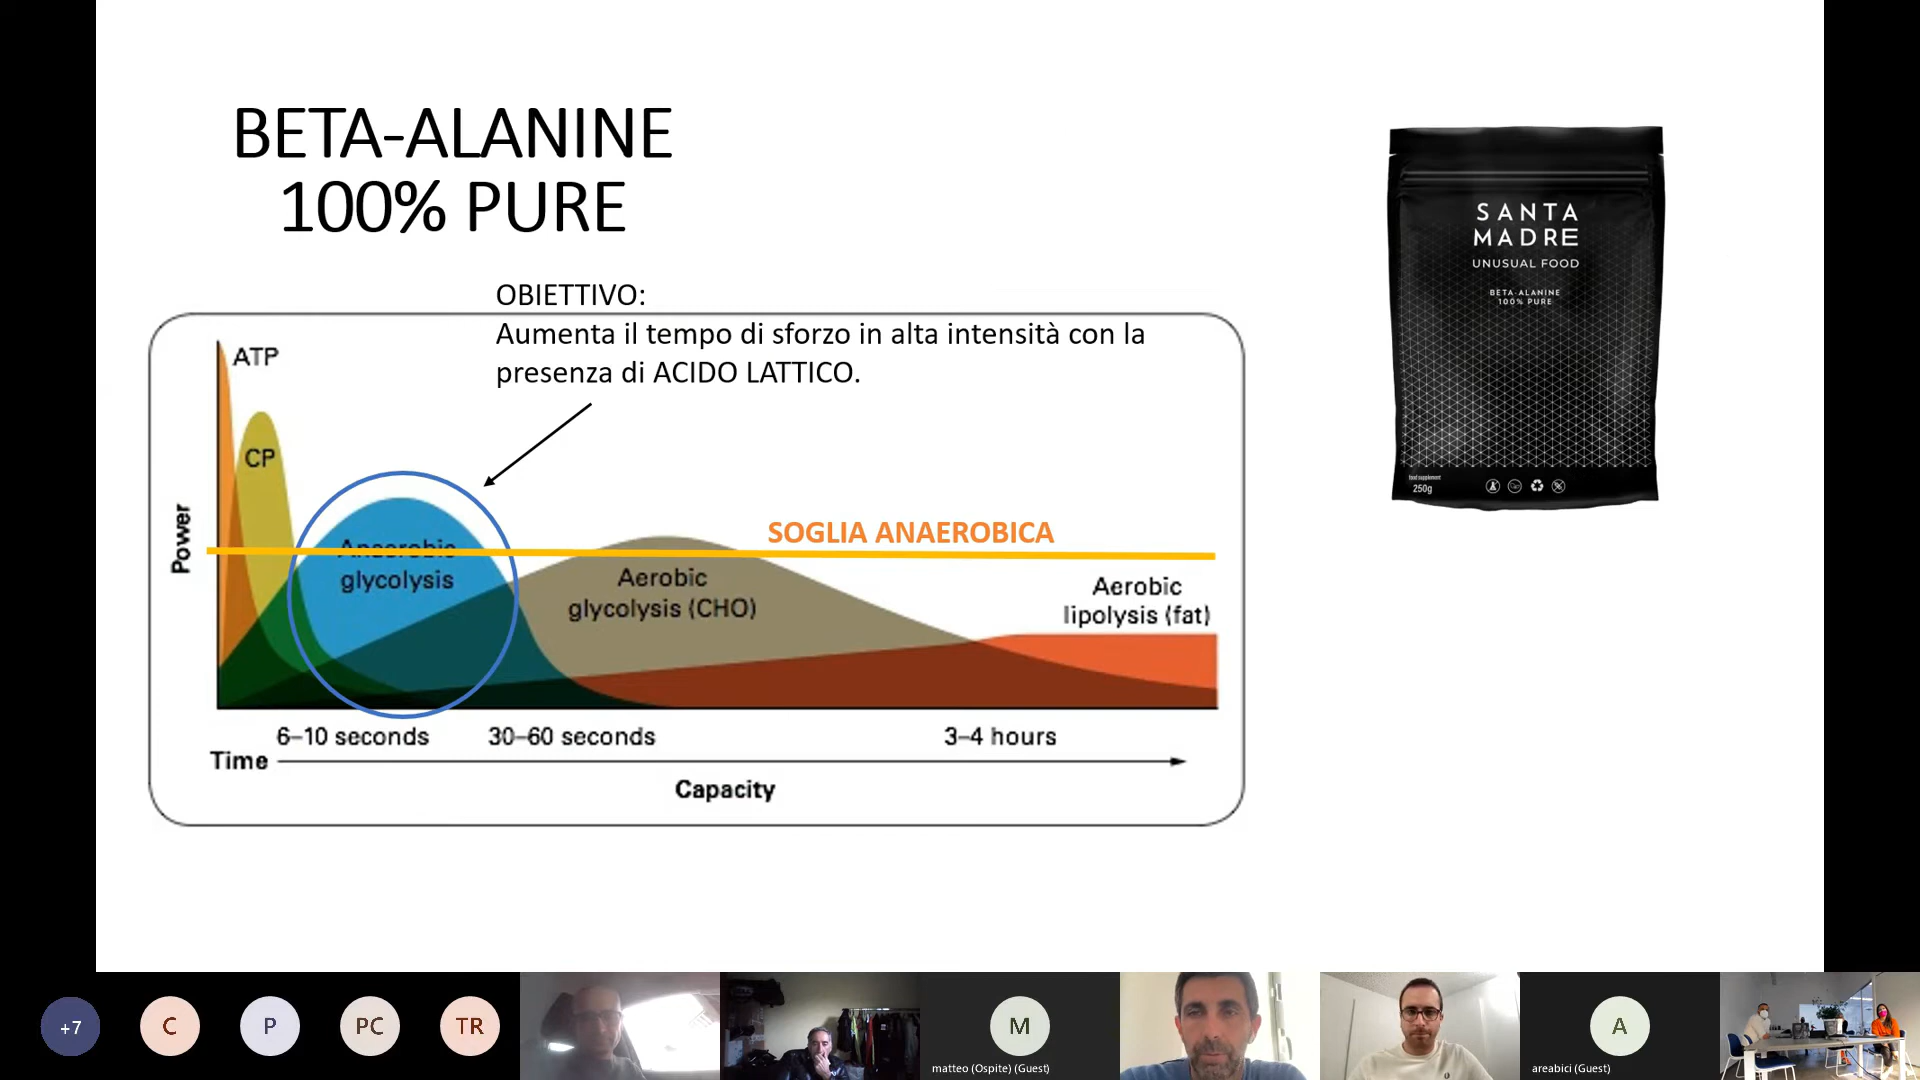 BETA-ALANINE
100% PURE
OBIETTIVO:
Aumenta il tempo di sforzo in alta intensità con la
presenza di ACIDO LATTICO.
ATP
CP
Power
SOGLIA ANAEROBICA
Anaerobic
glycolysis
Aerobic
glycolysis (CHO)
Aerobic
lipolysis (fat)
6–10 seconds
30–60 seconds
3–4 hours
Time
Capacity
SANTA
MADRE
UNUSUAL FOOD
BETA-ALANINE
100% PURE
food supplement
250g
+7
C
P
PC
TR
M
matteo (Ospite) (Guest)
A
areabici (Guest)